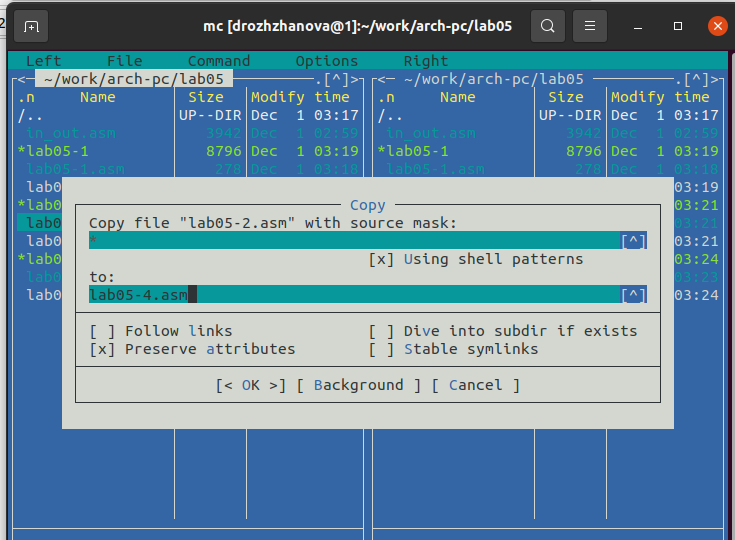 2
mc [drozhzhanova@1]:~/work/arch-pc/lab05
Left File Command Options Right
<─ ~/work/arch-pc/lab05 ─.[^]> <─ ~/work/arch-pc/lab05 ─.[^]>
.n Name Size Modify time .n Name Size Modify time
/.. UP--DIR Dec 1 03:17 /.. UP--DIR Dec 1 03:17
in_out.asm 3942 Dec 1 02:59 in_out.asm 3942 Dec 1 02:59
*lab05-1 8796 Dec 1 03:19 *lab05-1 8796 Dec 1 03:19
lab05-1.asm 278 Dec 1 03:18 lab05-1.asm 278 Dec 1 03:18
lab0 03:19
Copy
*lab0 03:21
lab0 Copy file "lab05-2.asm" with source mask: 03:21
lab0 * [^] 03:21
*lab0 [x] Using shell patterns 03:24
lab0 to: 03:23
lab0 lab05-4.asm [^] 03:24
[ ] Follow links [ ] Dive into subdir if exists
[x] Preserve attributes [ ] Stable symlinks
[< OK >] [ Background ] [ Cancel ]